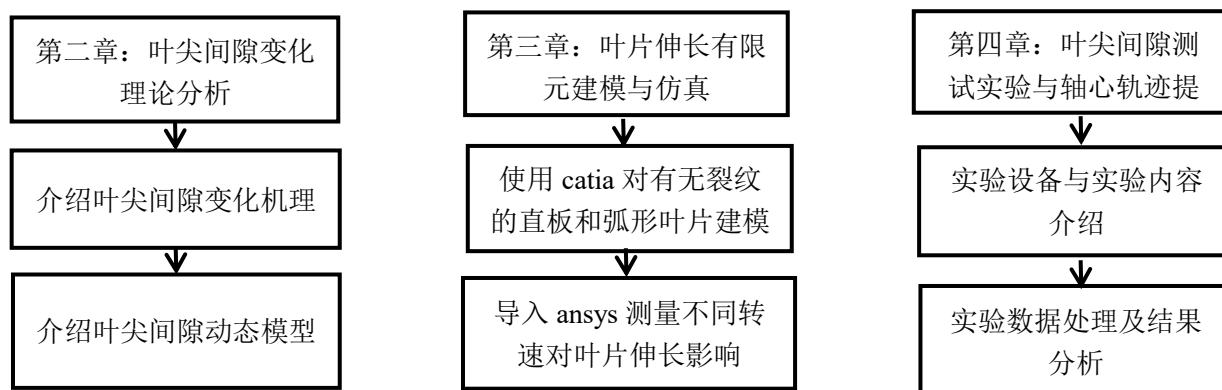 第二章：叶尖间隙变化
理论分析
介绍叶尖间隙变化机理
介绍叶尖间隙动态模型
第三章：叶片伸长有限
元建模与仿真
使用 catia 对有无裂纹
的直板和弧形叶片建模
导入 ansys 测量不同转
速对叶片伸长影响
第四章：叶尖间隙测
试实验与轴心轨迹提
实验设备与实验内容
介绍
实验数据处理及结果
分析